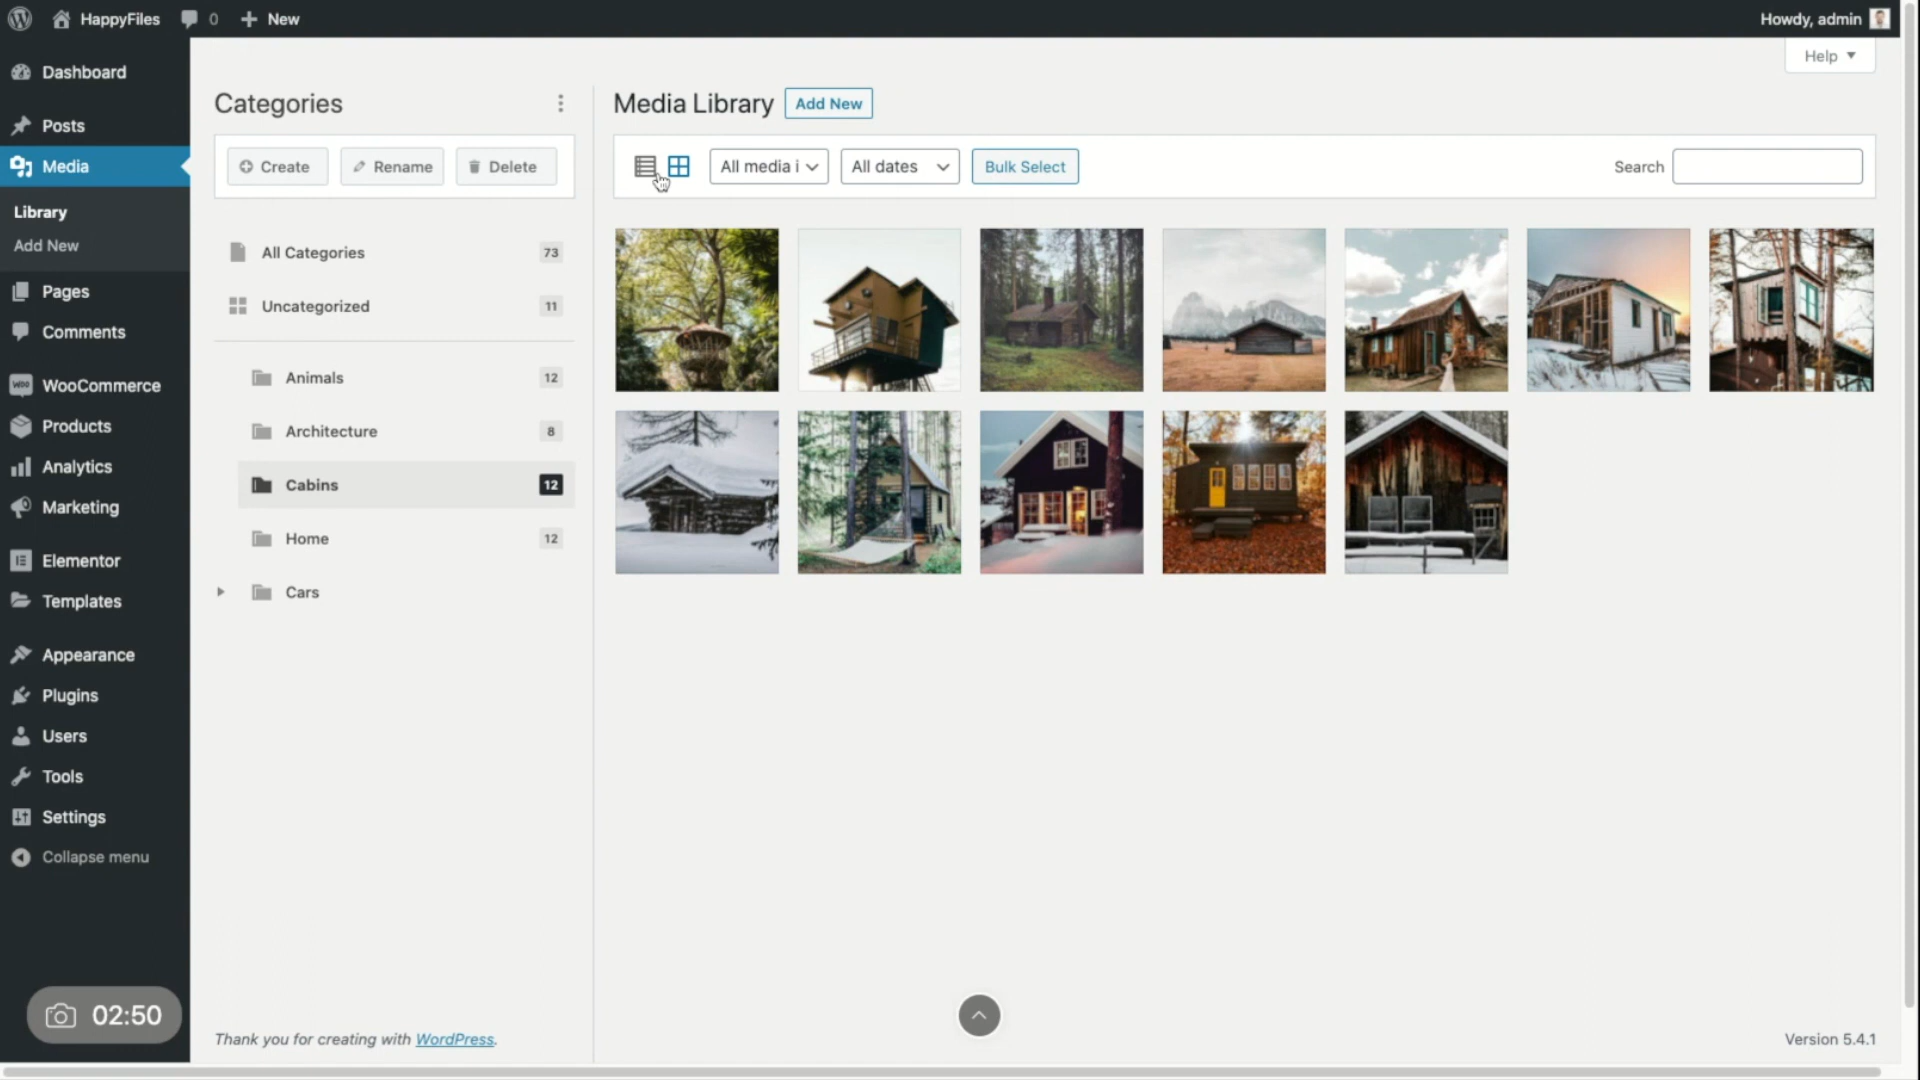 HappyFiles
0
New
Howdy, admin
Help
Dashboard
Posts
Media
Library
Add New
Pages
Comments
WooCommerce
Products
Analytics
Marketing
Elementor
Templates
Appearance
Plugins
Users
Tools
Settings
Collapse menu
02:50
Categories
Create
Rename
Delete
All Categories 73
Uncategorized 11
Animals 12
Architecture 8
Cabins 12
Home 12
Cars
Media Library
Add New
All media i
All dates
Bulk Select
Search
Thank you for creating with WordPress.
Version 5.4.1